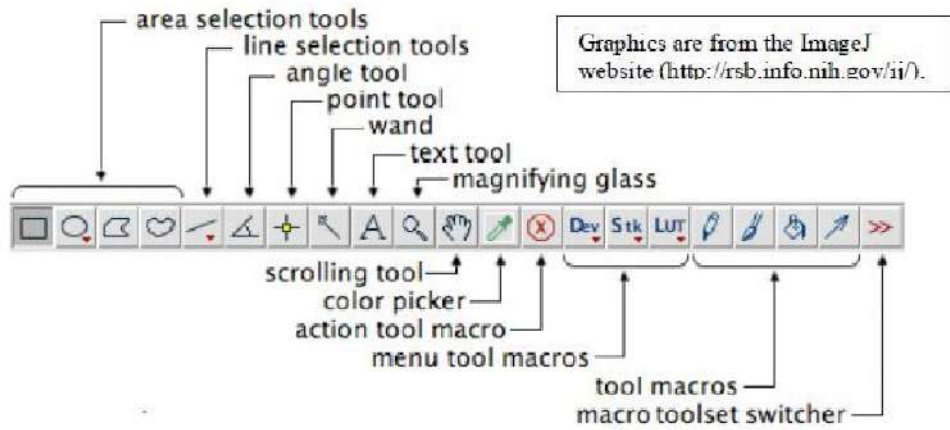 area selection tools
line selection tools
angle tool
point tool
wand
text tool
magnifying glass
Graphics are from the ImageJ
website (http://rsb.info.nih.gov/ij/).
A
Dev
Stk
LUT
>>
scrolling tool
color picker
action tool macro
menu tool macros
tool macros
macro toolset switcher